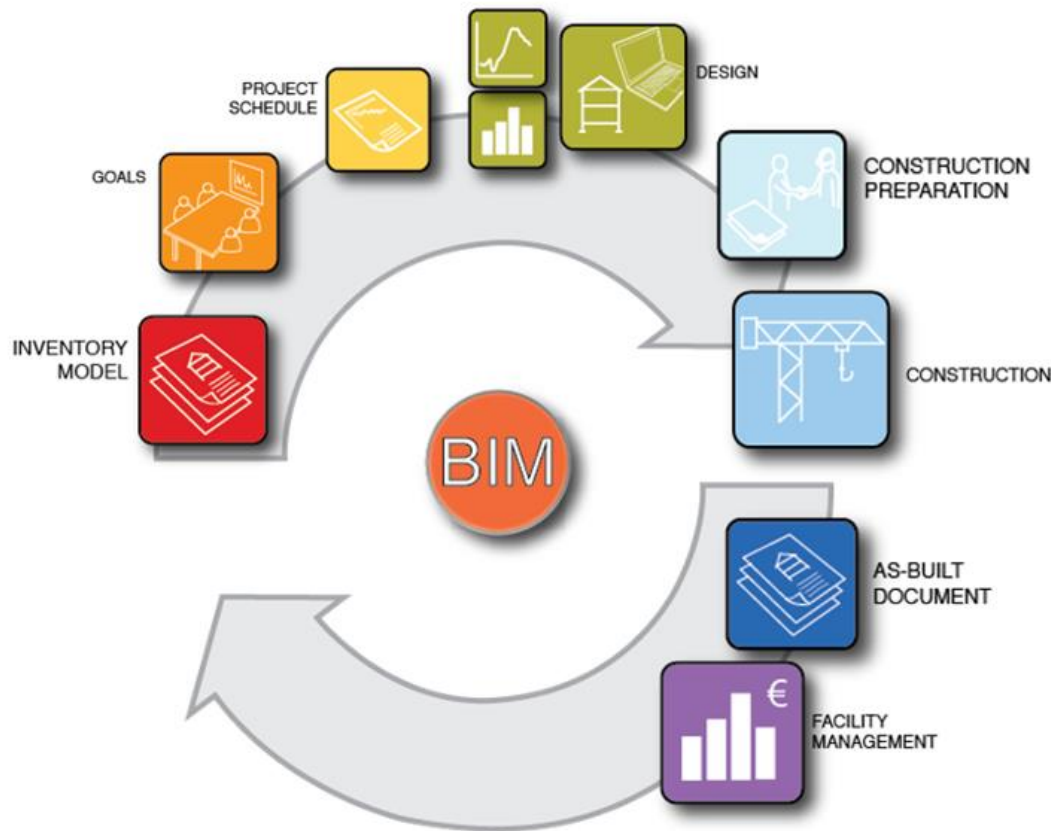 PROJECT
SCHEDULE
DESIGN
GOALS
CONSTRUCTION
PREPARATION
INVENTORY
MODEL
CONSTRUCTION
BIM
AS-BUILT
DOCUMENT
€
FACILITY
MANAGEMENT